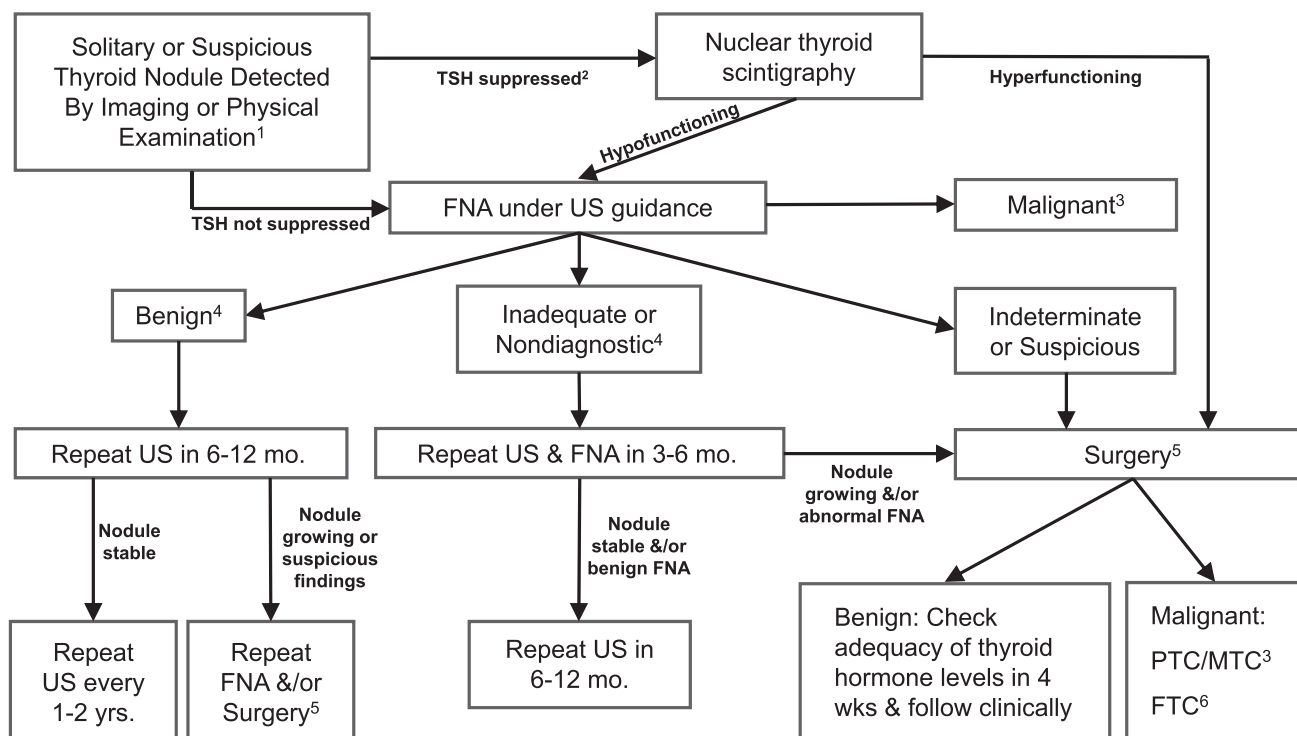 Solitary or Suspicious
Thyroid Nodule Detected
By Imaging or Physical
Examination¹
TSH suppressed²
Nuclear thyroid
scintigraphy
Hyperfunctioning
Hypofunctioning
TSH not suppressed
FNA under US guidance
Malignant³
Benign⁴
Inadequate or
Nondiagnostic⁴
Indeterminate
or Suspicious
Repeat US in 6-12 mo.
Repeat US & FNA in 3-6 mo.
Nodule
growing &/or
abnormal FNA
Surgery⁵
Nodule
stable
Nodule
growing or
suspicious
findings
Nodule
stable &/or
benign FNA
Repeat
US every
1-2 yrs.
Repeat
FNA &/or
Surgery⁵
Repeat US in
6-12 mo.
Benign: Check
adequacy of thyroid
hormone levels in 4
wks & follow clinically
Malignant:
PTC/MTC³
FTC⁶